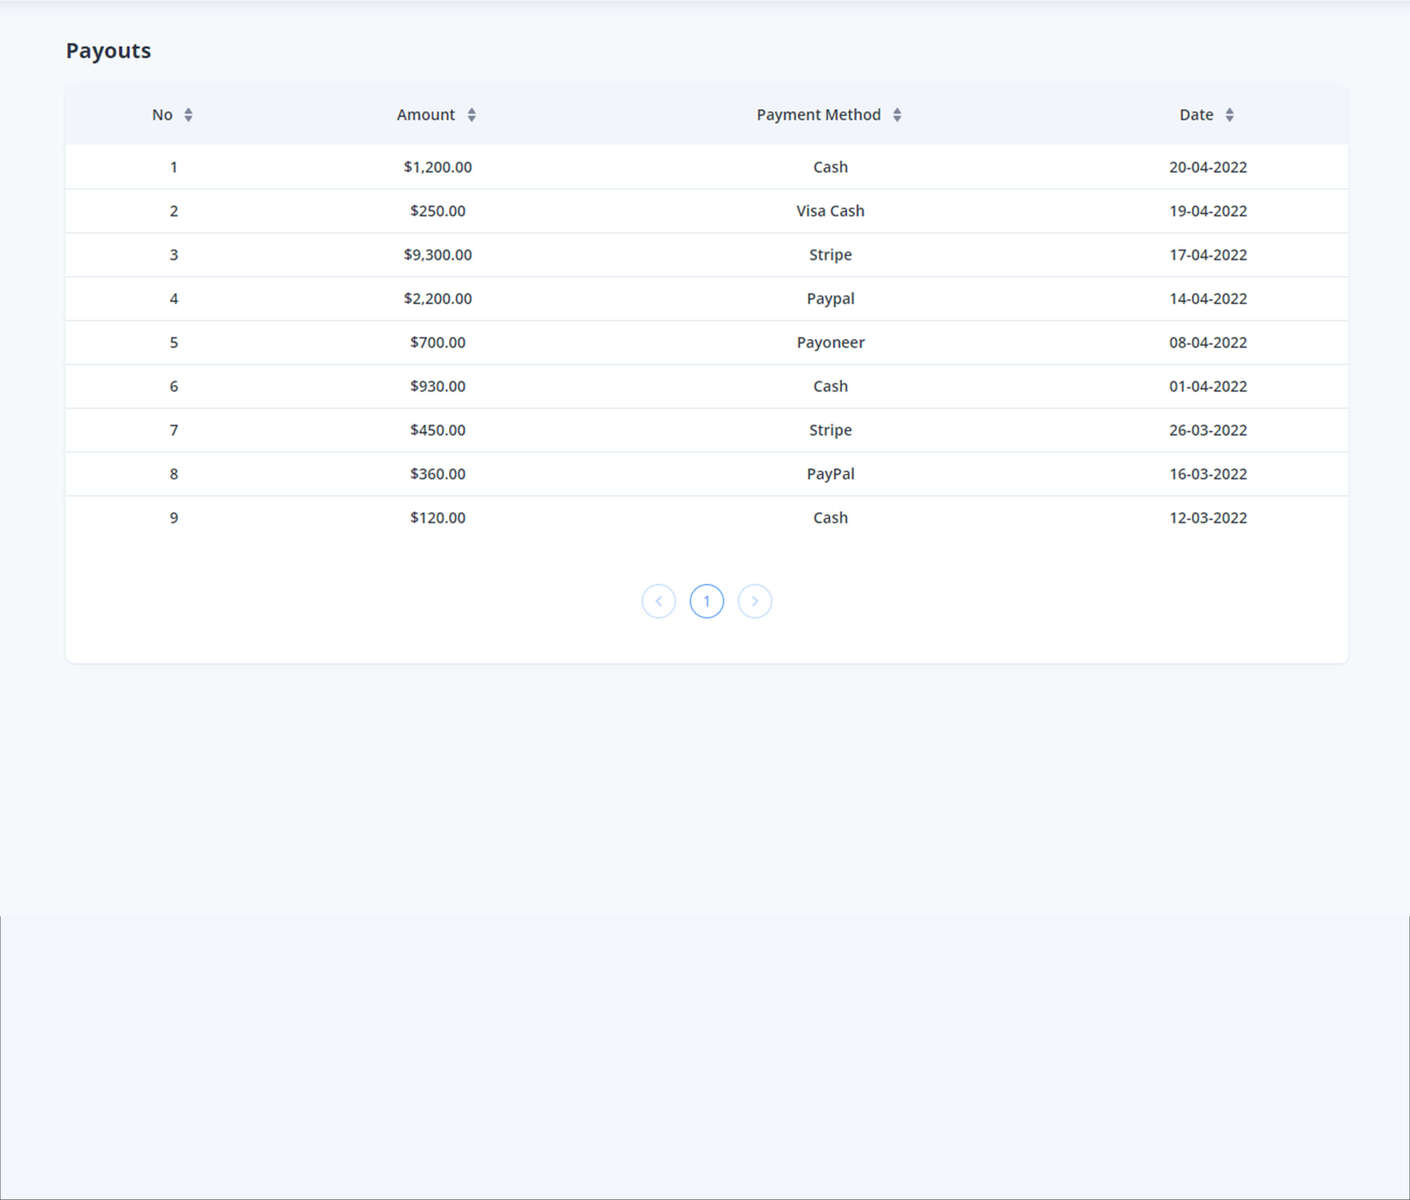 Payouts
No Amount Payment Method Date
1 $1,200.00 Cash 20-04-2022
2 $250.00 Visa Cash 19-04-2022
3 $9,300.00 Stripe 17-04-2022
4 $2,200.00 Paypal 14-04-2022
5 $700.00 Payoneer 08-04-2022
6 $930.00 Cash 01-04-2022
7 $450.00 Stripe 26-03-2022
8 $360.00 PayPal 16-03-2022
9 $120.00 Cash 12-03-2022
1